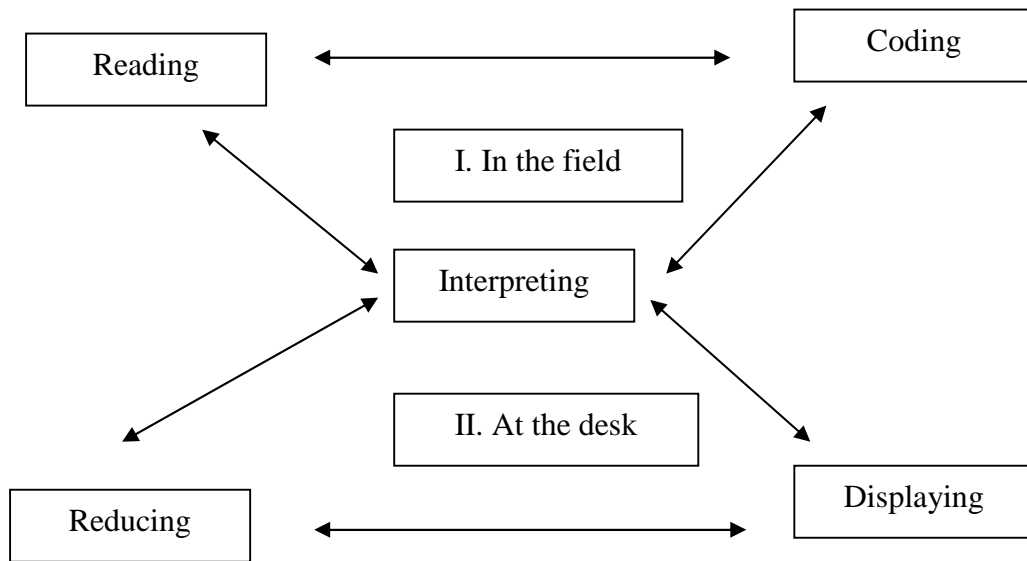 Reading
Coding
I. In the field
Interpreting
II. At the desk
Reducing
Displaying